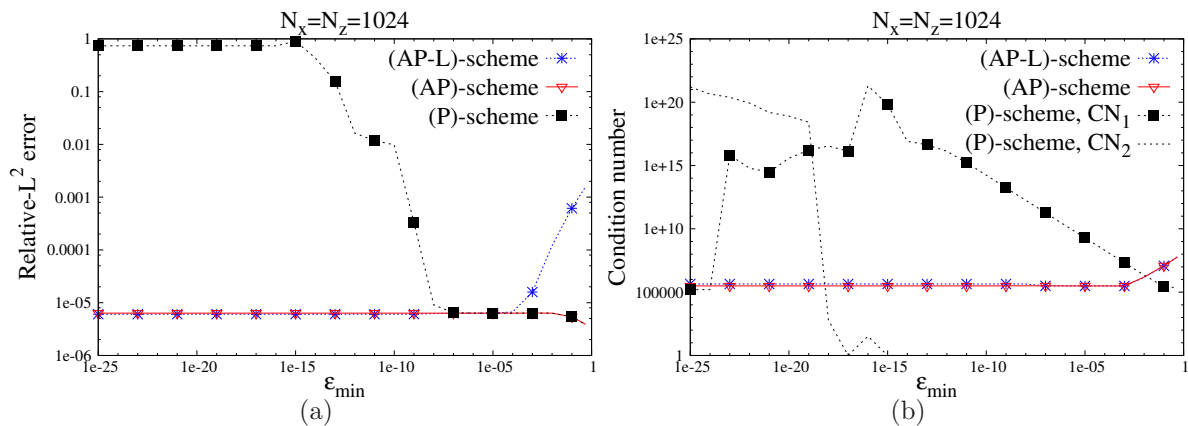 N_x=N_z=1024
1
0.1
0.01
0.001
0.0001
1e-05
1e-06
Relative-L^2 error
(AP-L)-scheme
(AP)-scheme
(P)-scheme
1e-25
1e-20
1e-15
1e-10
1e-05
1
ε_min
(a)
N_x=N_z=1024
1e+25
1e+20
1e+15
1e+10
100000
1
Condition number
(AP-L)-scheme
(AP)-scheme
(P)-scheme, CN_1
(P)-scheme, CN_2
1e-25
1e-20
1e-15
1e-10
1e-05
1
ε_min
(b)